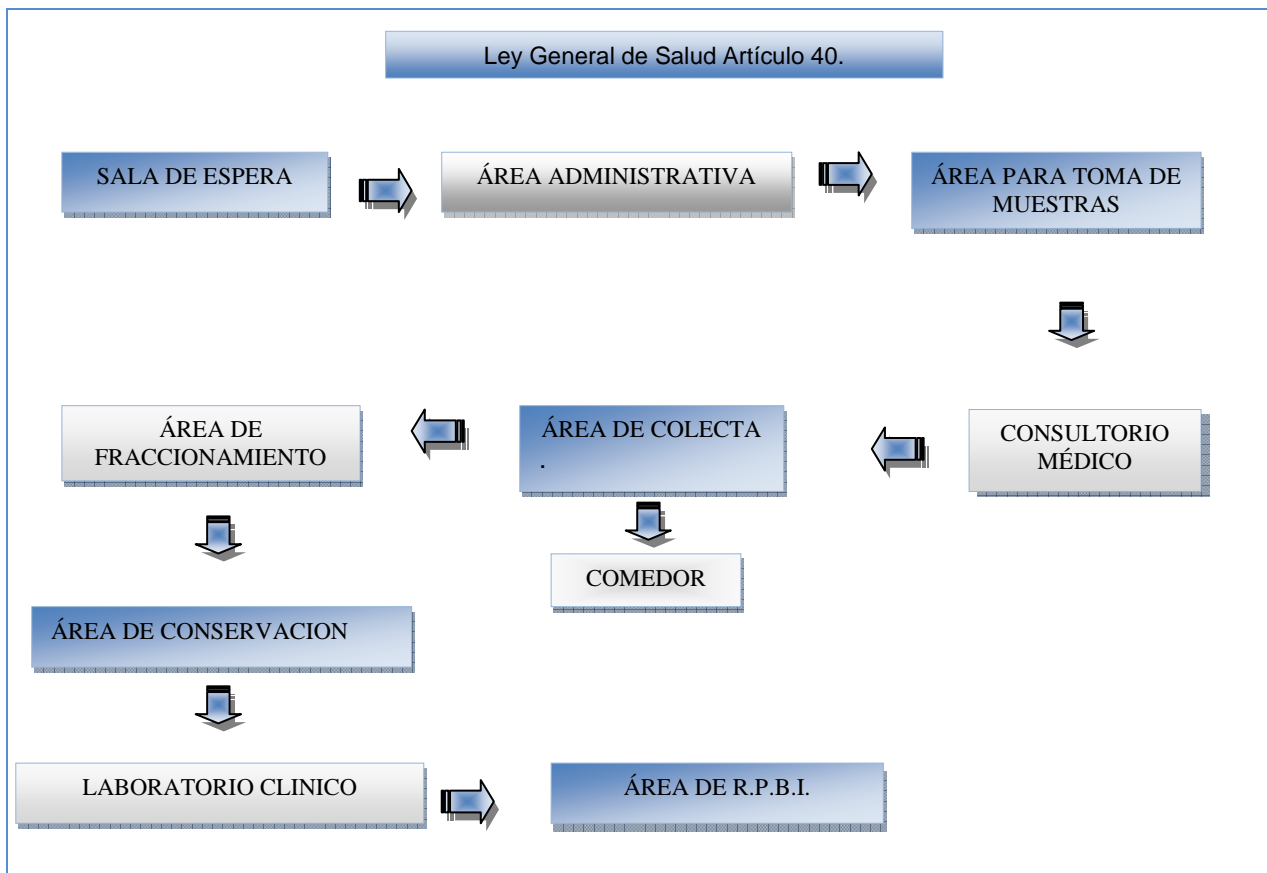 Ley General de Salud Artículo 40.
SALA DE ESPERA
ÁREA ADMINISTRATIVA
ÁREA PARA TOMA DE
MUESTRAS
CONSULTORIO
MÉDICO
ÁREA DE COLECTA
.
COMEDOR
ÁREA DE
FRACCIONAMIENTO
ÁREA DE CONSERVACION
LABORATORIO CLINICO
ÁREA DE R.P.B.I.